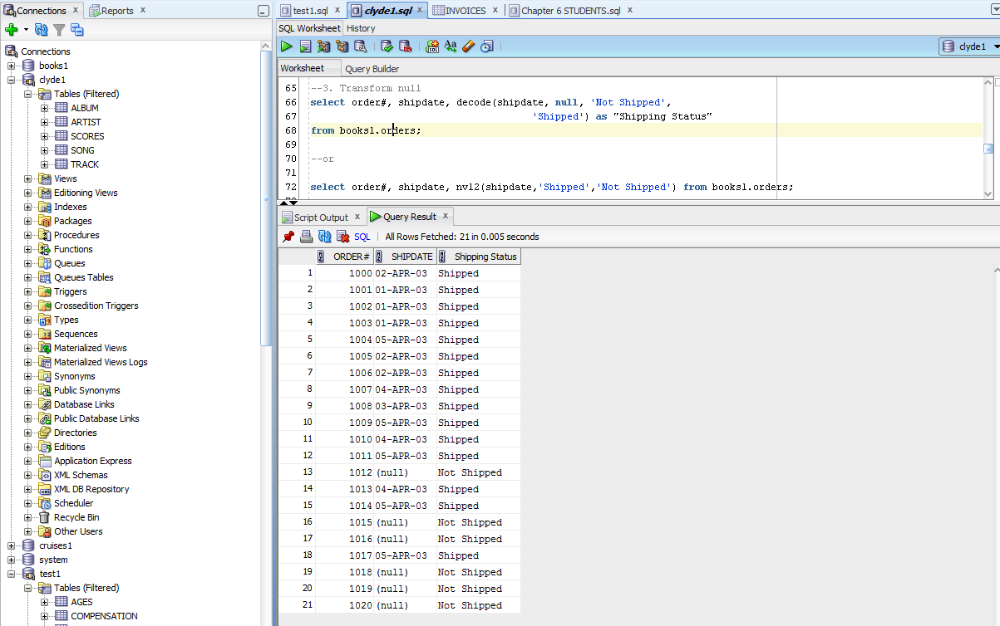 Connections
Reports
Connections
books1
clyde1
Tables (Filtered)
ALBUM
ARTIST
SCORES
SONG
TRACK
Views
Editioning Views
Indexes
Packages
Procedures
Functions
Queues
Queues Tables
Triggers
Crossedition Triggers
Types
Sequences
Materialized Views
Materialized Views Logs
Synonyms
Public Synonyms
Database Links
Public Database Links
Directories
Editions
Application Express
XML Schemas
XML DB Repository
Scheduler
Recycle Bin
Other Users
cruises1
system
test1
Tables (Filtered)
AGES
COMPENSATION
test1.sql
clyde1.sql
INVOICES
Chapter 6 STUDENTS.sql
SQL Worksheet History
clyde1
Worksheet Query Builder
65 --3. Transform null
66 select order#, shipdate, decode(shipdate, null, 'Not Shipped',
67 'Shipped') as "Shipping Status"
68 from books1.orders;
69
70 --or
71
72 select order#, shipdate, nvl2(shipdate,'Shipped','Not Shipped') from books1.orders;
Script Output
Query Result
SQL All Rows Fetched: 21 in 0.005 seconds
ORDER# SHIPDATE Shipping Status
1 1000 02-APR-03 Shipped
2 1001 01-APR-03 Shipped
3 1002 01-APR-03 Shipped
4 1003 01-APR-03 Shipped
5 1004 05-APR-03 Shipped
6 1005 02-APR-03 Shipped
7 1006 02-APR-03 Shipped
8 1007 04-APR-03 Shipped
9 1008 03-APR-03 Shipped
10 1009 05-APR-03 Shipped
11 1010 04-APR-03 Shipped
12 1011 05-APR-03 Shipped
13 1012 (null) Not Shipped
14 1013 04-APR-03 Shipped
15 1014 05-APR-03 Shipped
16 1015 (null) Not Shipped
17 1016 (null) Not Shipped
18 1017 05-APR-03 Shipped
19 1018 (null) Not Shipped
20 1019 (null) Not Shipped
21 1020 (null) Not Shipped